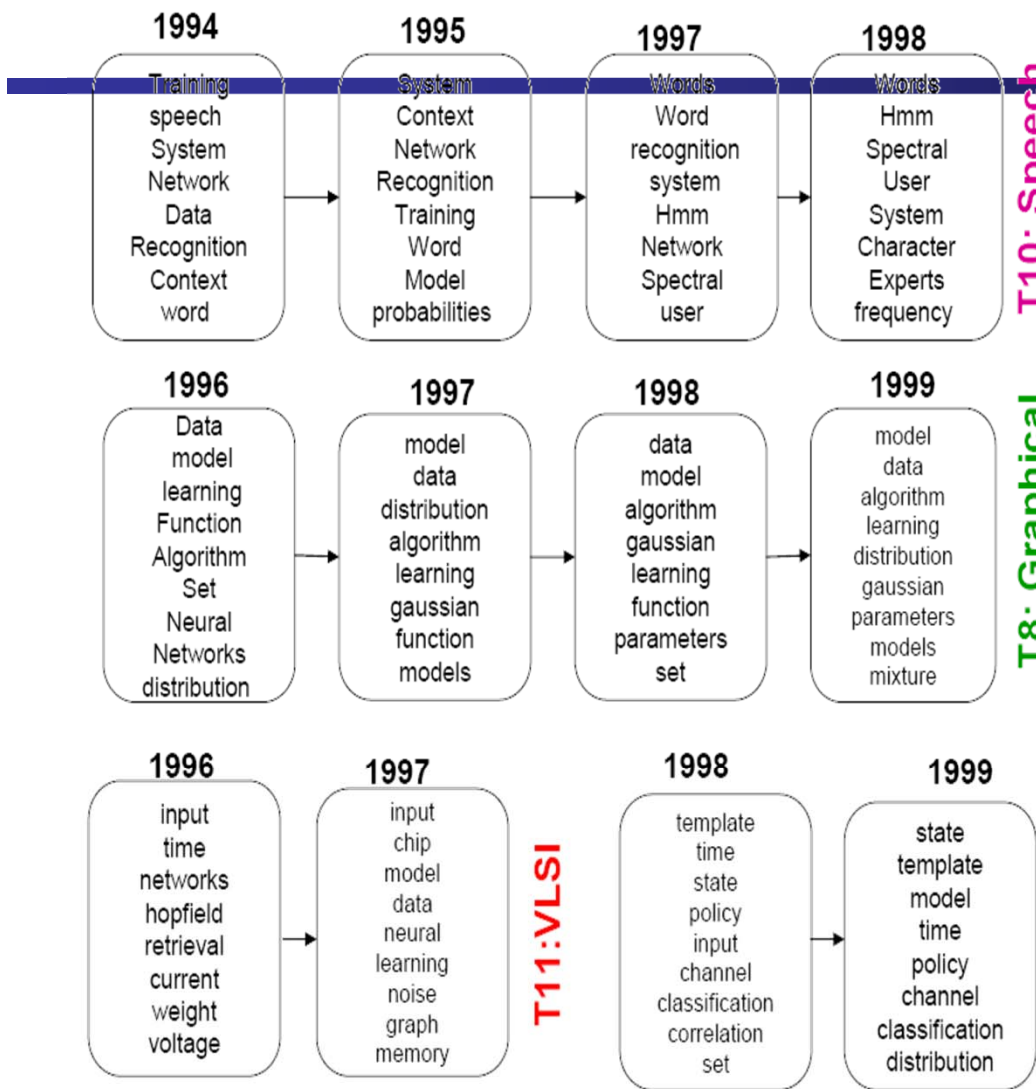 1994
Training
speech
System
Network
Data
Recognition
Context
word
1995
System
Context
Network
Recognition
Training
Word
Model
probabilities
1997
Words
Word
recognition
system
Hmm
Network
Spectral
user
1998
Words
Hmm
Spectral
User
System
Character
Experts
frequency
T10: Speech
1996
Data
model
learning
Function
Algorithm
Set
Neural
Networks
distribution
1997
model
data
distribution
algorithm
learning
gaussian
function
models
1998
data
model
algorithm
gaussian
learning
function
parameters
set
1999
model
data
algorithm
learning
distribution
gaussian
parameters
models
mixture
T8: Graphical
1996
input
time
networks
hopfield
retrieval
current
weight
voltage
1997
input
chip
model
data
neural
learning
noise
graph
memory
T11:VLSI
1998
template
time
state
policy
input
channel
classification
correlation
set
1999
state
template
model
time
policy
channel
classification
distribution